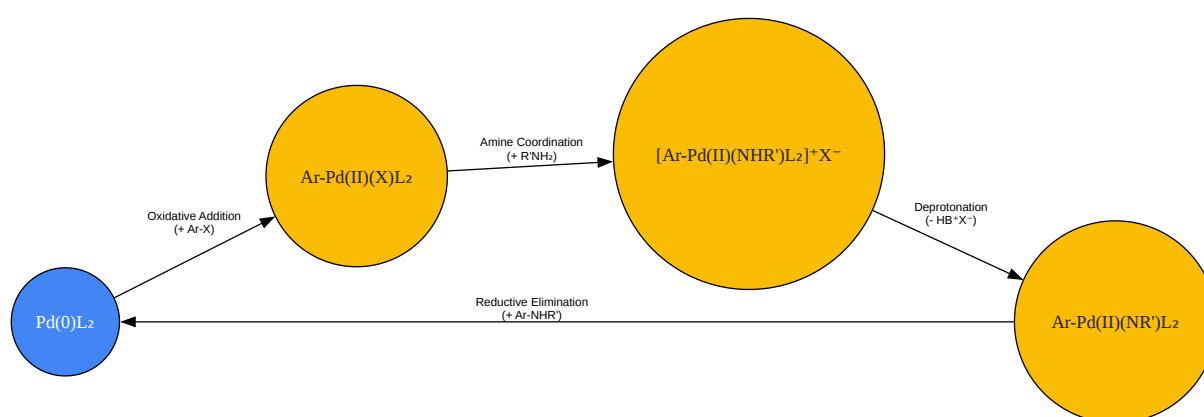 Oxidative Addition
(+ Ar-X)
Amine Coordination
(+ R'NH₂)
Deprotonation
(- HB⁺X⁻)
Reductive Elimination
(+ Ar-NHR')
Pd(0)L₂
Ar-Pd(II)(X)L₂
[Ar-Pd(II)(NHR')L₂]⁺X⁻
Ar-Pd(II)(NR')L₂